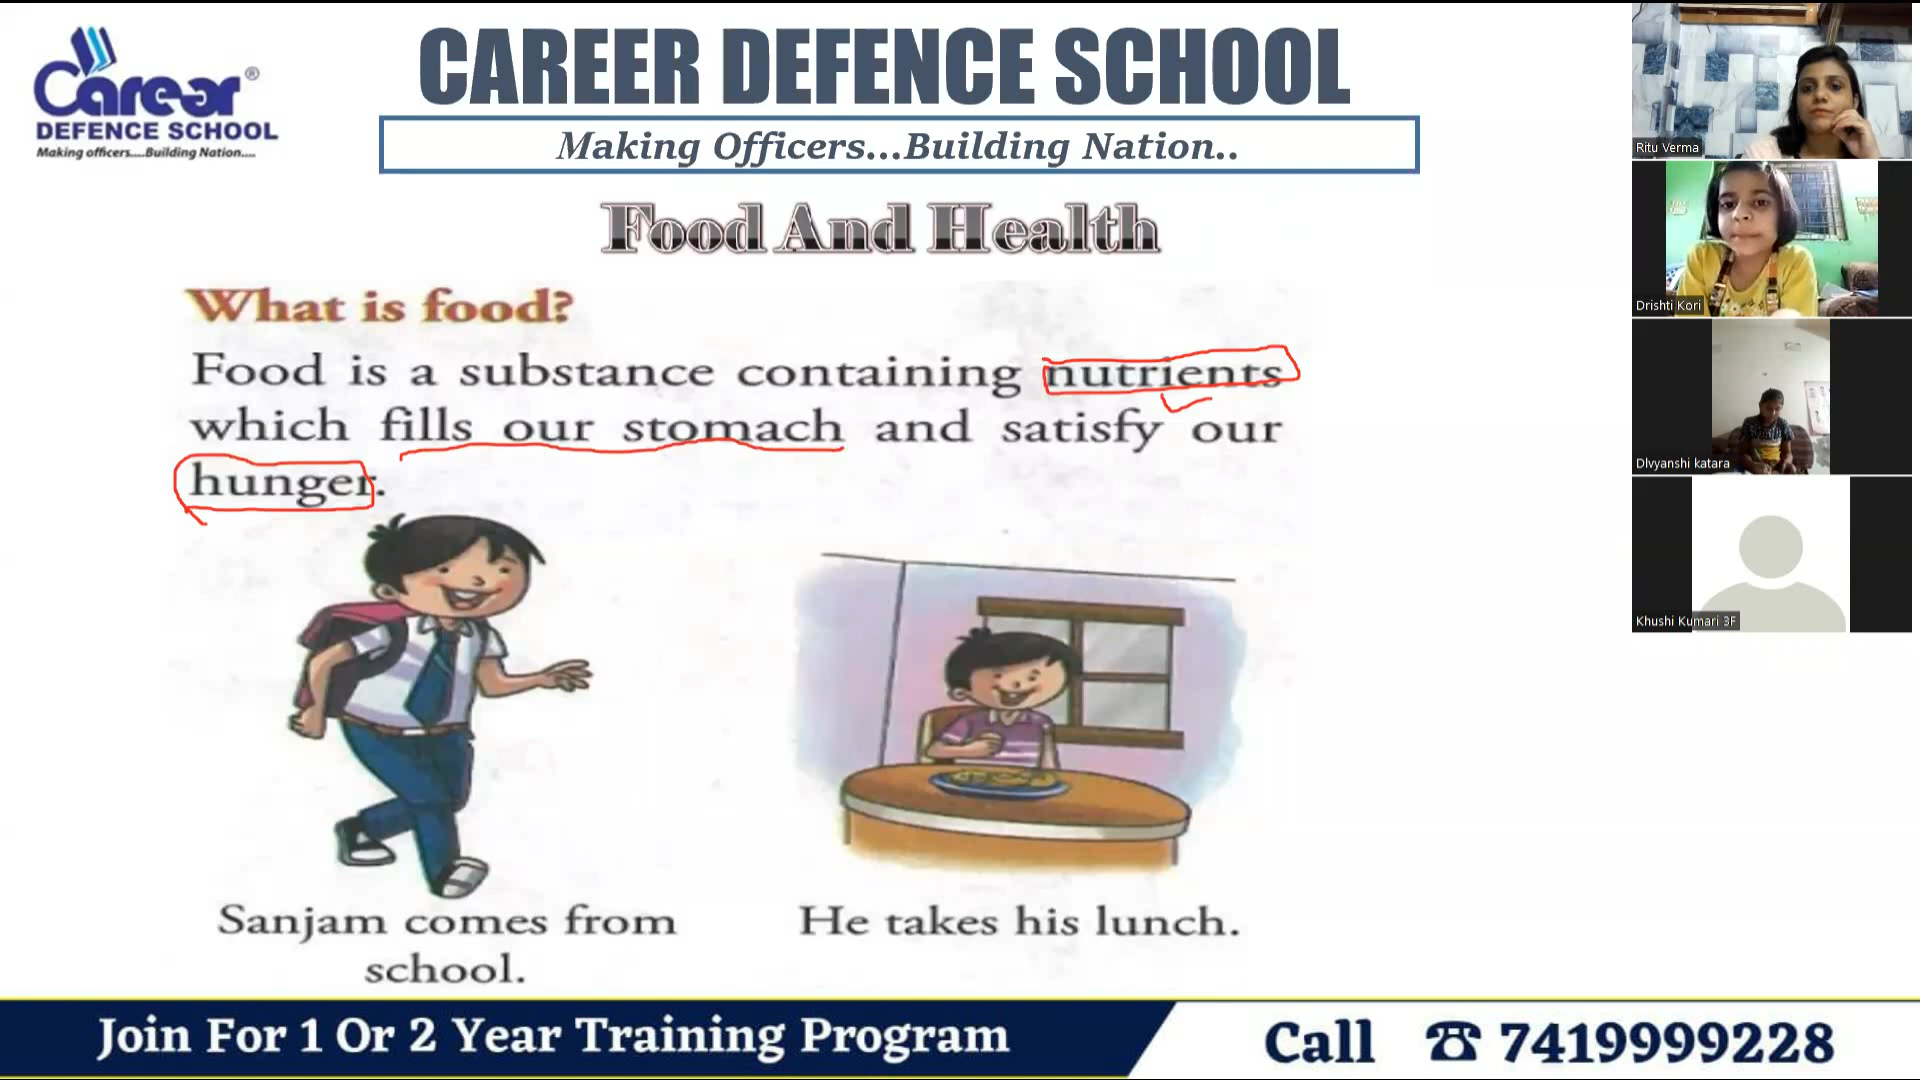 Carear®
DEFENCE SCHOOL
Making officers....Building Nation....
CAREER DEFENCE SCHOOL
Making Officers...Building Nation..
Food And Health
What is food?
Food is a substance containing nutrients
which fills our stomach and satisfy our
hunger.
Sanjam comes from
school.
He takes his lunch.
Join For 1 Or 2 Year Training Program
Call ☎ 7419999228
Ritu Verma
Drishti Kori
DIvyanshi katara
Khushi Kumari 3F